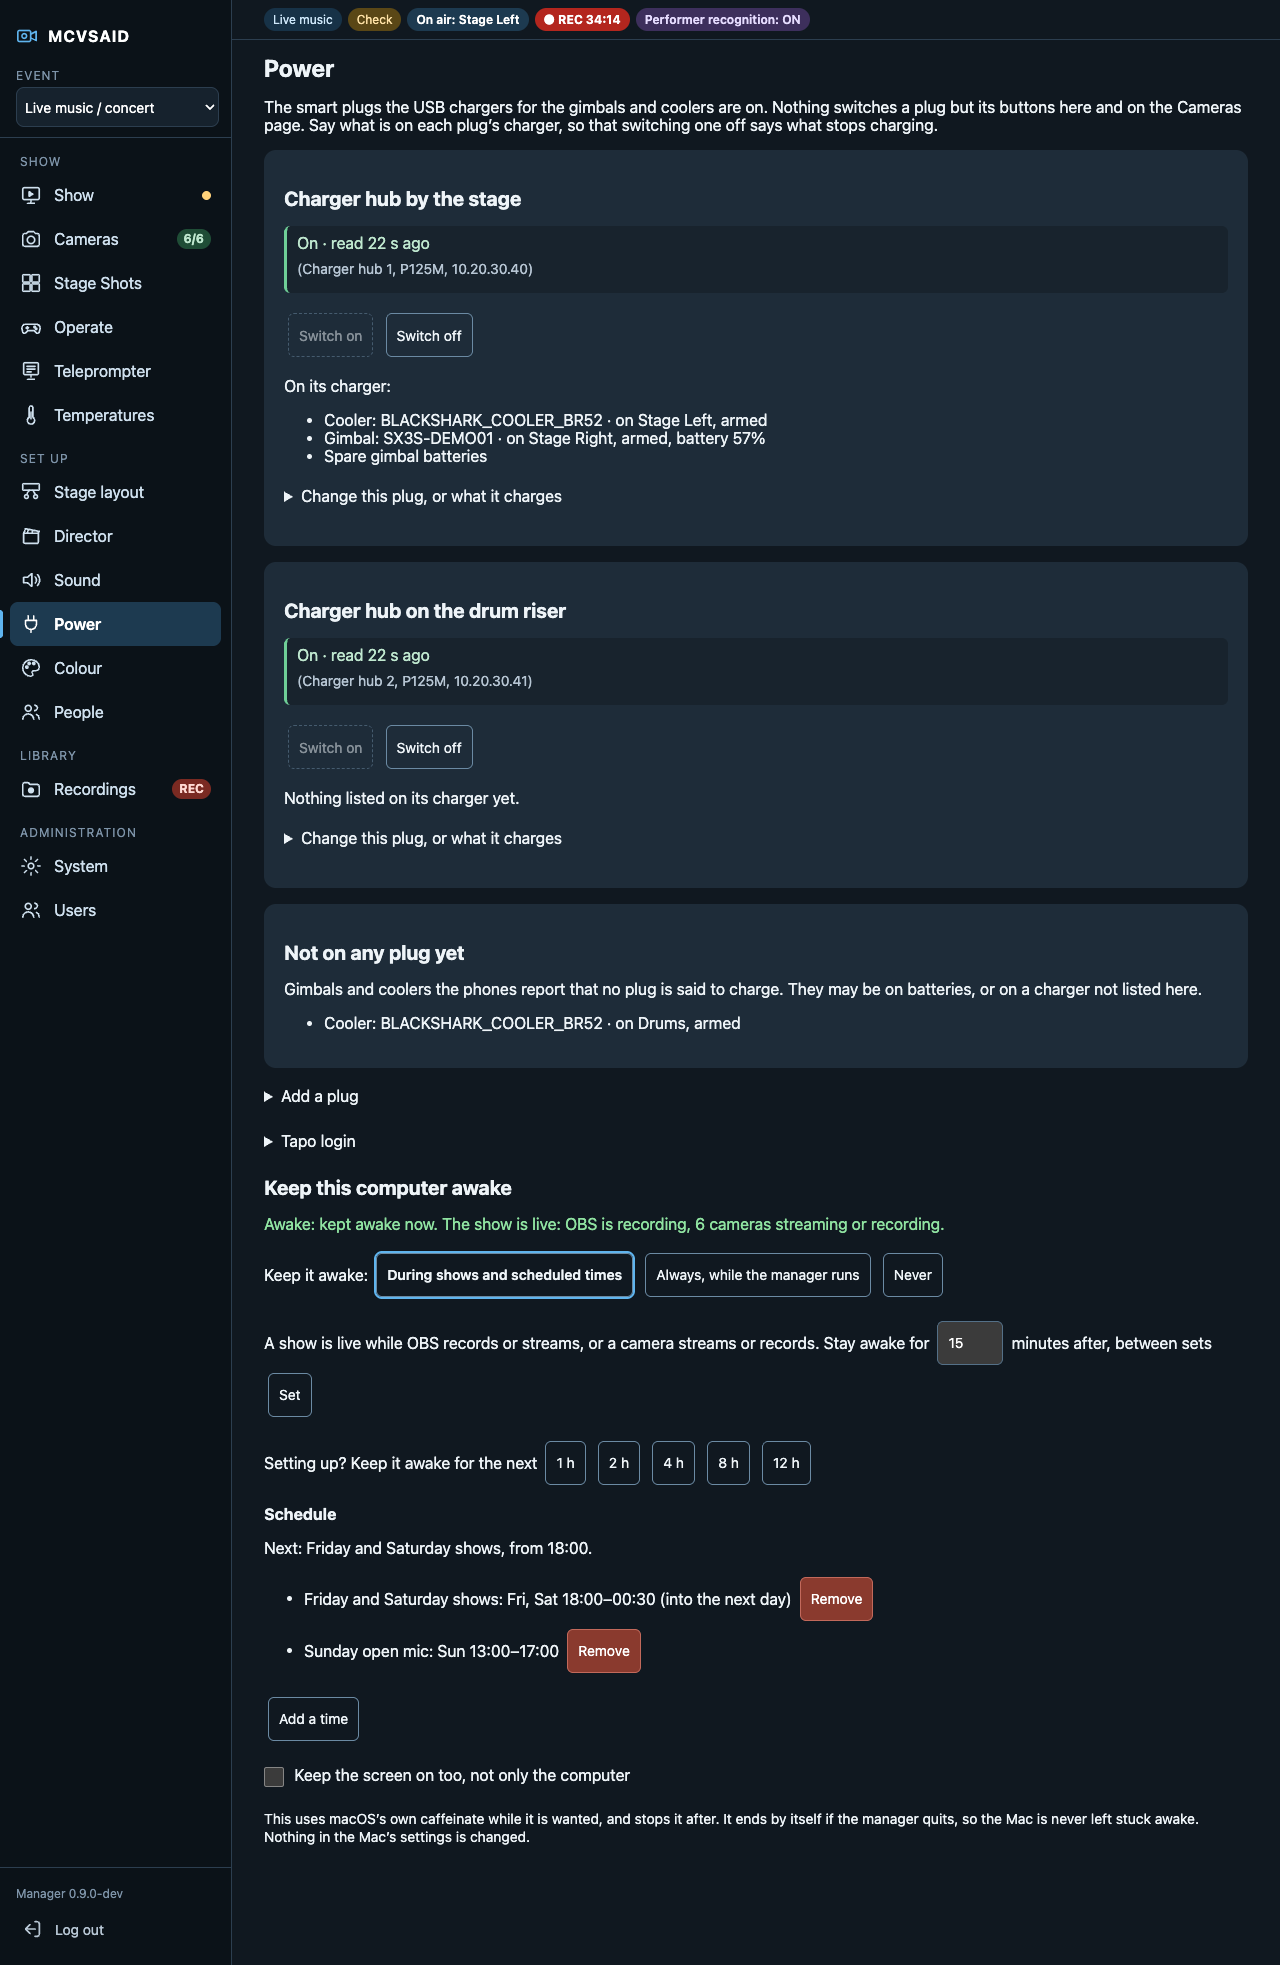 MCVSAID
EVENT
Live music / concert
SHOW
Show
Cameras 6/6
Stage Shots
Operate
Teleprompter
Temperatures
SET UP
Stage layout
Director
Sound
Power
Colour
People
LIBRARY
Recordings REC
ADMINISTRATION
System
Users
Manager 0.9.0-dev
Log out
Live music Check On air: Stage Left REC 34:14 Performer recognition: ON
Power
The smart plugs the USB chargers for the gimbals and coolers are on. Nothing switches a plug but its buttons here and on the Cameras
page. Say what is on each plug’s charger, so that switching one off says what stops charging.
Charger hub by the stage
On · read 22 s ago
(Charger hub 1, P125M, 10.20.30.40)
Switch on Switch off
On its charger:
• Cooler: BLACKSHARK_COOLER_BR52 · on Stage Left, armed
• Gimbal: SX3S-DEMO01 · on Stage Right, armed, battery 57%
• Spare gimbal batteries
Change this plug, or what it charges
Charger hub on the drum riser
On · read 22 s ago
(Charger hub 2, P125M, 10.20.30.41)
Switch on Switch off
Nothing listed on its charger yet.
Change this plug, or what it charges
Not on any plug yet
Gimbals and coolers the phones report that no plug is said to charge. They may be on batteries, or on a charger not listed here.
• Cooler: BLACKSHARK_COOLER_BR52 · on Drums, armed
Add a plug
Tapo login
Keep this computer awake
Awake: kept awake now. The show is live: OBS is recording, 6 cameras streaming or recording.
Keep it awake: During shows and scheduled times Always, while the manager runs Never
A show is live while OBS records or streams, or a camera streams or records. Stay awake for 15 minutes after, between sets
Set
Setting up? Keep it awake for the next 1 h 2 h 4 h 8 h 12 h
Schedule
Next: Friday and Saturday shows, from 18:00.
• Friday and Saturday shows: Fri, Sat 18:00–00:30 (into the next day) Remove
• Sunday open mic: Sun 13:00–17:00 Remove
Add a time
Keep the screen on too, not only the computer
This uses macOS’s own caffeinate while it is wanted, and stops it after. It ends by itself if the manager quits, so the Mac is never left stuck awake.
Nothing in the Mac’s settings is changed.